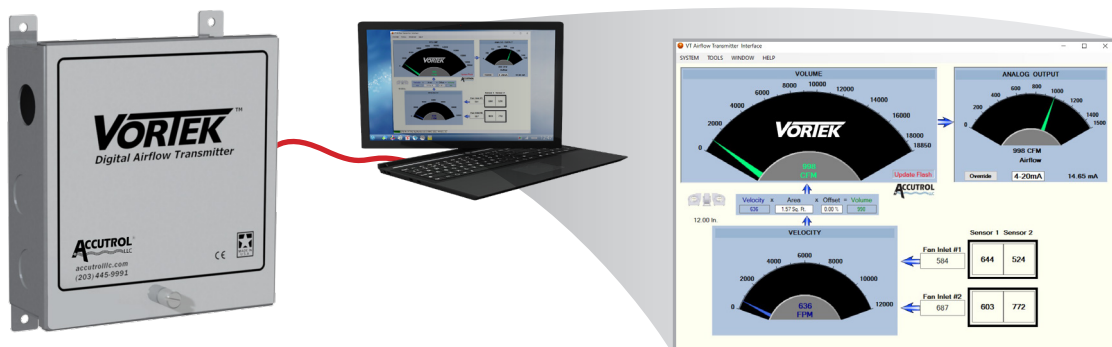 VORTEK™
Digital Airflow Transmitter
ACCUTROL LLC
accutrolllc.com
(203) 445-9991
CE
MADE IN U.S.A.
VORTEK
VT Airflow Transmitter Interface
SYSTEM TOOLS WINDOW HELP
VOLUME
0 2000 4000 6000 8000 10000 12000 14000 16000 18000 18850
VORTEK
998
CFM
Update Flash
ACCUTROL
ANALOG OUTPUT
0 200 400 600 800 1000 1200 1400 1500
998 CFM
Airflow
Override 4-20mA 14.65 mA
Velocity x Area x Offset = Volume
636 1.57 Sq. Ft. 0.00 % 998
12.00 In.
VELOCITY
0 2000 4000 6000 8000 10000 12000
636
FPM
Sensor 1 Sensor 2
Fan Inlet #1
584 644 524
Fan Inlet #2
687 603 772